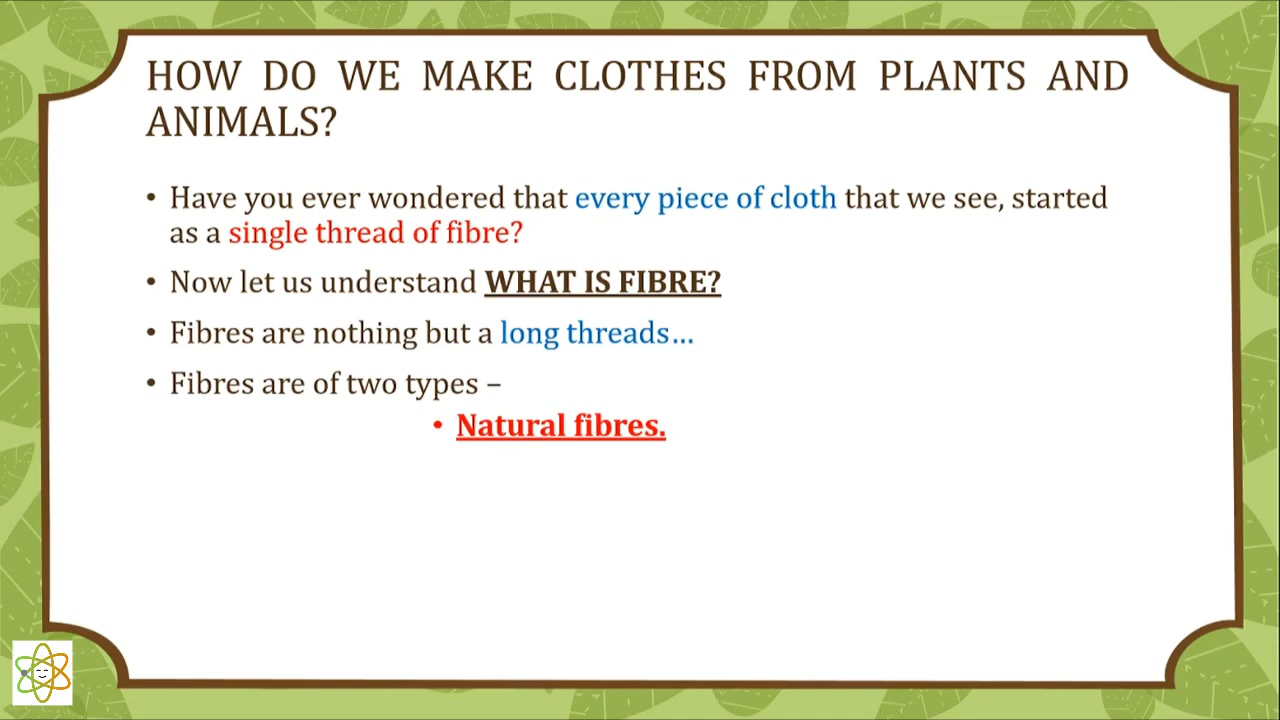 HOW DO WE MAKE CLOTHES FROM PLANTS AND
ANIMALS?
• Have you ever wondered that every piece of cloth that we see, started
as a single thread of fibre?
• Now let us understand WHAT IS FIBRE?
• Fibres are nothing but a long threads...
• Fibres are of two types –
• Natural fibres.